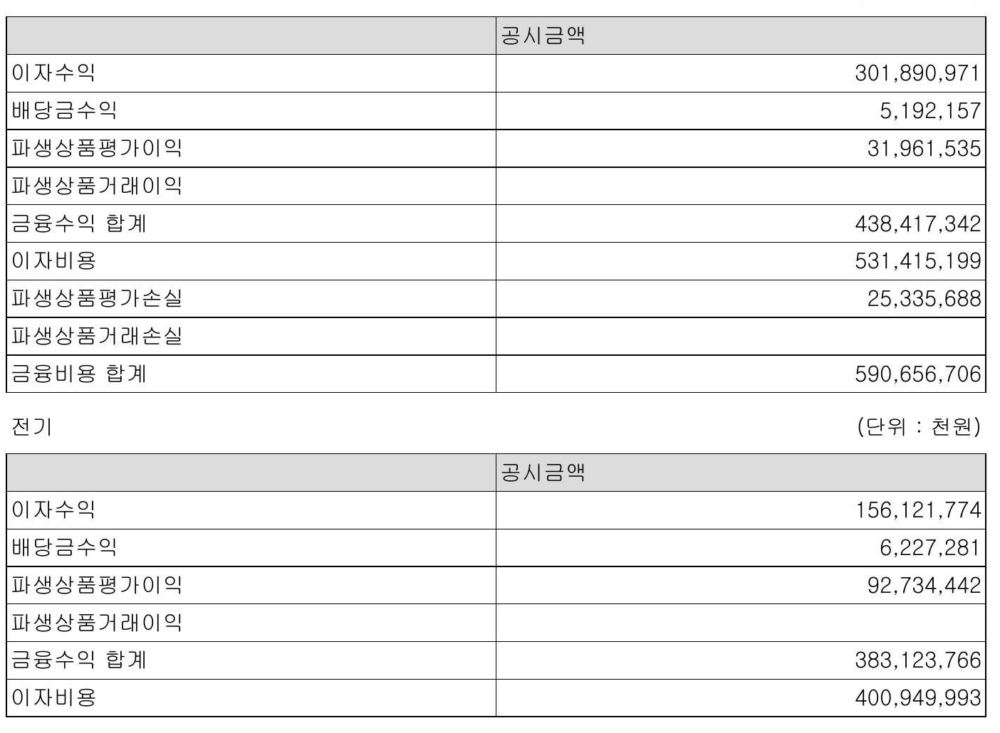 공시금액
이자수익 301,890,971
배당금수익 5,192,157
파생상품평가이익 31,961,535
파생상품거래이익
금융수익 합계 438,417,342
이자비용 531,415,199
파생상품평가손실 25,335,688
파생상품거래손실
금융비용 합계 590,656,706
전기 (단위 : 천원)
공시금액
이자수익 156,121,774
배당금수익 6,227,281
파생상품평가이익 92,734,442
파생상품거래이익
금융수익 합계 383,123,766
이자비용 400,949,993